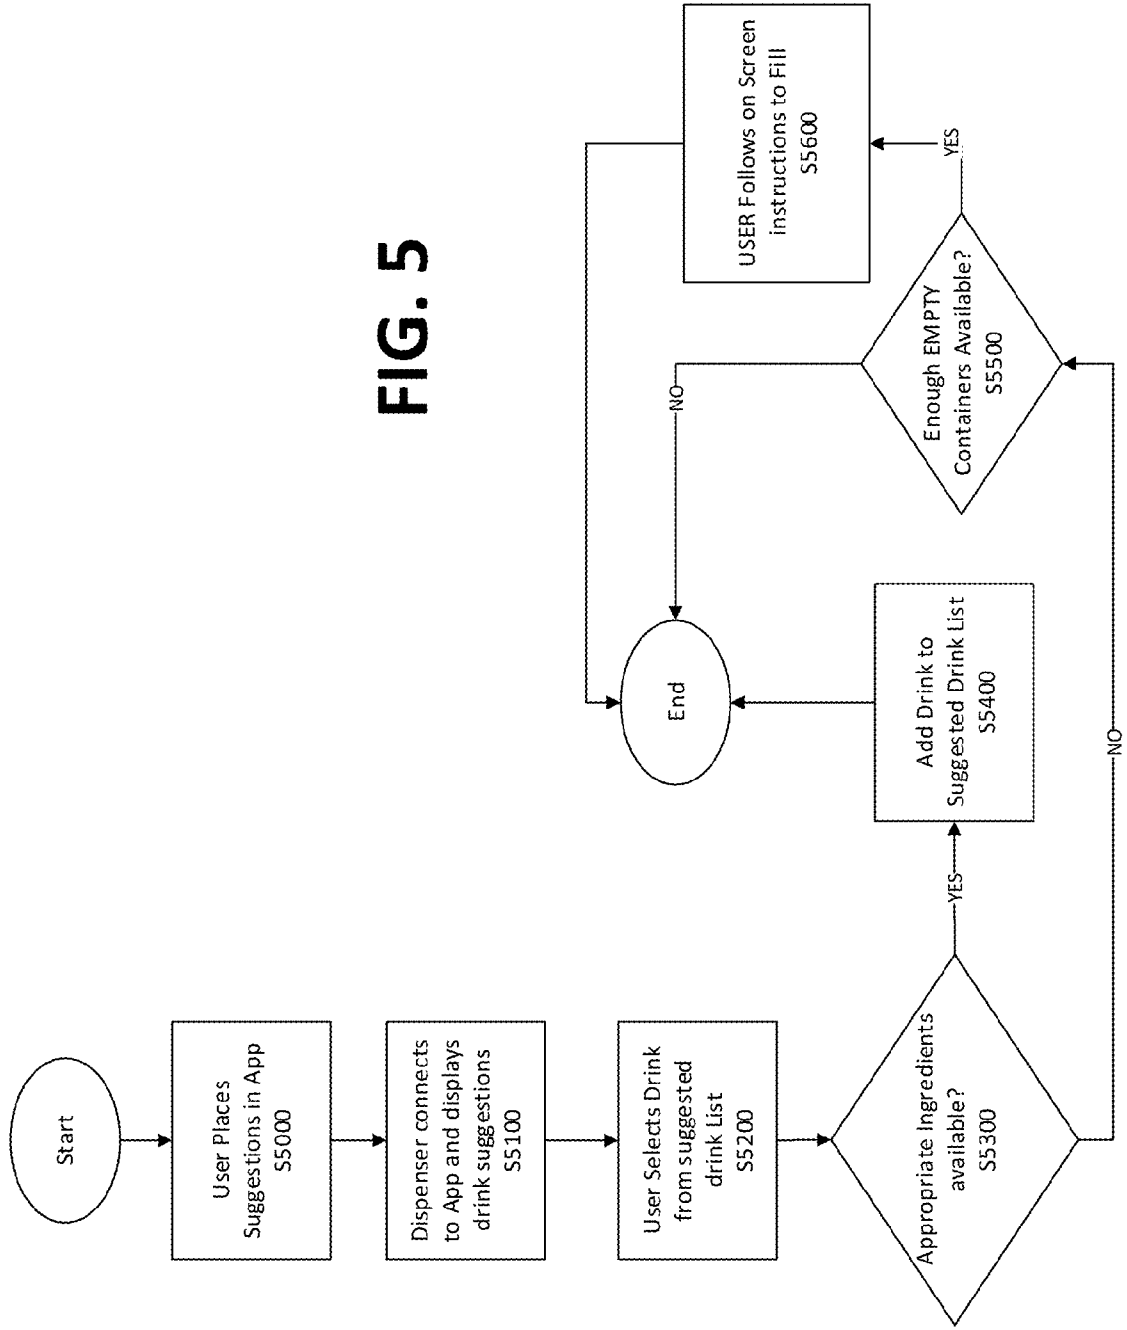 FIG. 5
Start
User Places
Suggestions in App
S5000
Dispenser connects
to App and displays
drink suggestions
S5100
User Selects Drink
from suggested
drink List
S5200
Appropriate Ingredients
available?
S5300
YES
NO
Add Drink to
Suggested Drink List
S5400
End
Enough EMPTY
Containers Available?
S5500
NO
YES
USER Follows on Screen
instructions to Fill
S5600